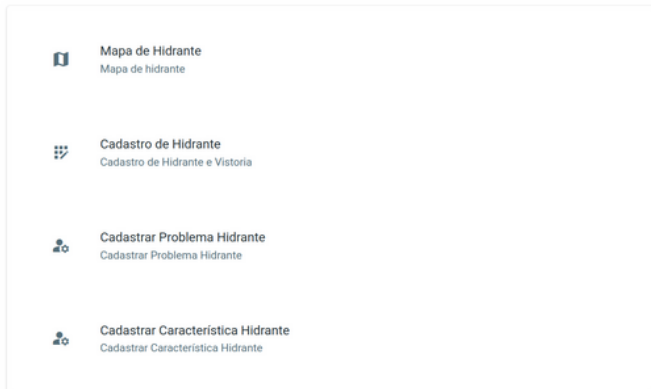 Mapa de Hidrante
Mapa de hidrante
Cadastro de Hidrante
Cadastro de Hidrante e Vistoria
Cadastrar Problema Hidrante
Cadastrar Problema Hidrante
Cadastrar Característica Hidrante
Cadastrar Característica Hidrante